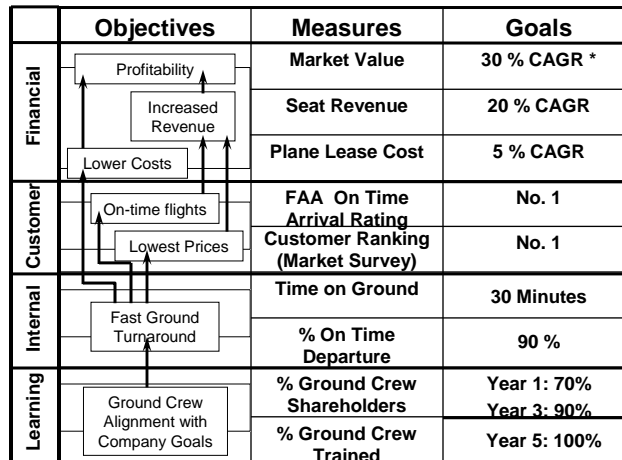 Objectives
Measures
Goals
Financial
Profitability
Increased
Revenue
Lower Costs
Market Value
30 % CAGR *
Seat Revenue
20 % CAGR
Plane Lease Cost
5 % CAGR
Customer
On-time flights
Lowest Prices
FAA On Time
Arrival Rating
No. 1
Customer Ranking
(Market Survey)
No. 1
Internal
Fast Ground
Turnaround
Time on Ground
30 Minutes
% On Time
Departure
90 %
Learning
Ground Crew
Alignment with
Company Goals
% Ground Crew
Shareholders
Year 1: 70%
Year 3: 90%
% Ground Crew
Trained
Year 5: 100%